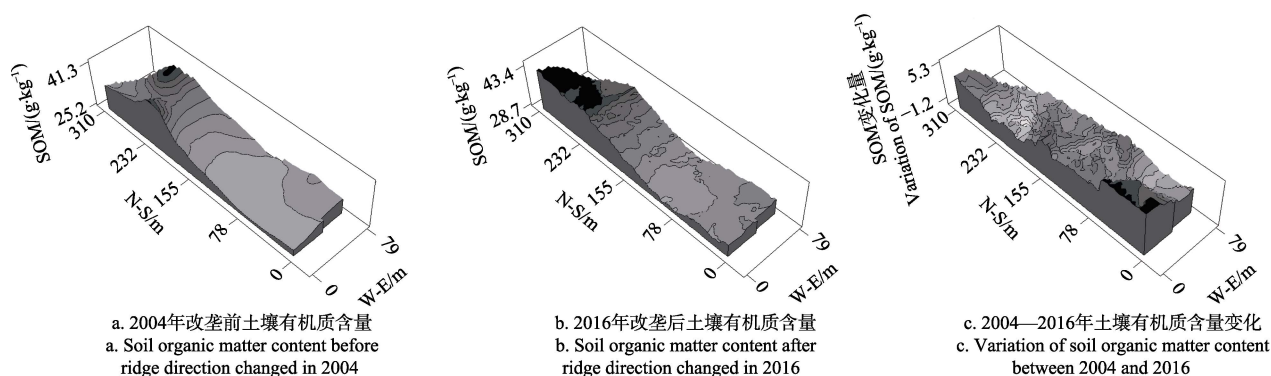 SOM/(g·kg⁻¹)
41.3
25.2
310
232
155
78
0
N-S/m
0
79
W-E/m
a. 2004年改垄前土壤有机质含量
a. Soil organic matter content before
ridge direction changed in 2004
SOM/(g·kg⁻¹)
43.4
28.7
310
232
155
78
0
N-S/m
0
79
W-E/m
b. 2016年改垄后土壤有机质含量
b. Soil organic matter content after
ridge direction changed in 2016
SOM变化量
Variation of SOM/(g·kg⁻¹)
5.3
−1.2
310
232
155
78
0
N-S/m
0
79
W-E/m
c. 2004—2016年土壤有机质含量变化
c. Variation of soil organic matter content
between 2004 and 2016